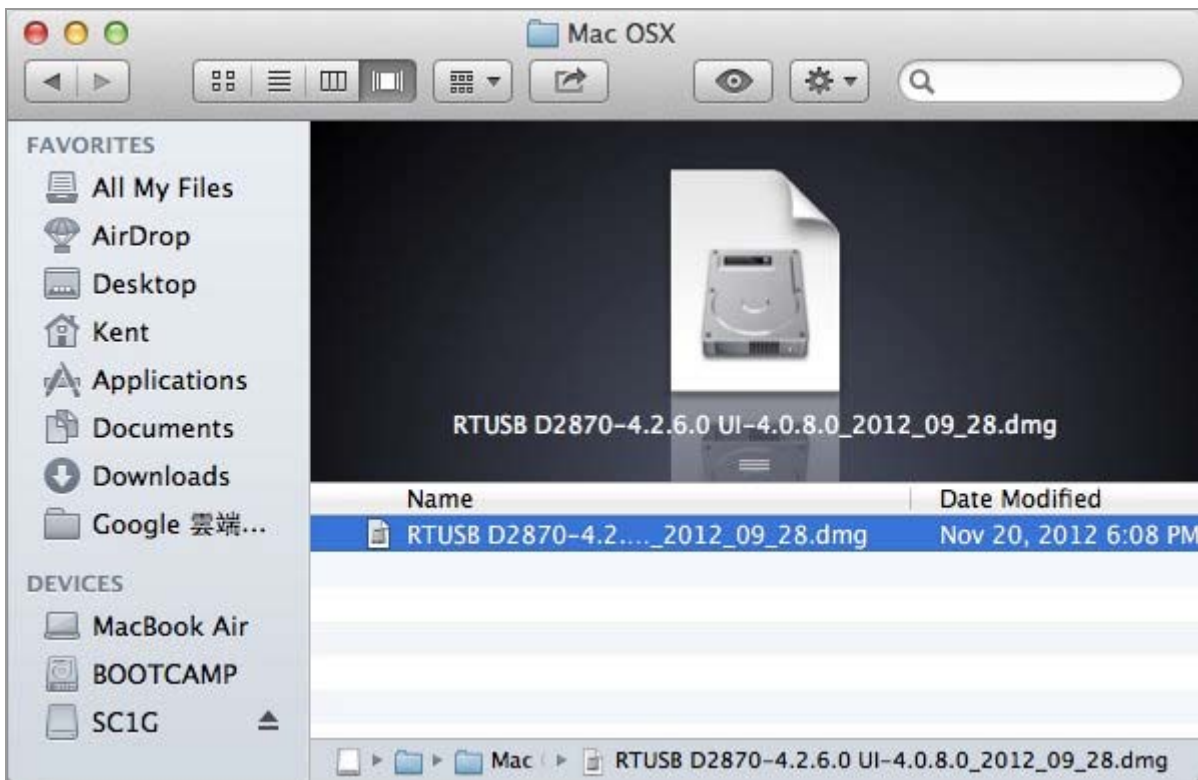 Mac OSX
FAVORITES
All My Files
AirDrop
Desktop
Kent
Applications
Documents
Downloads
Google 雲端...
DEVICES
MacBook Air
BOOTCAMP
SC1G
RTUSB D2870-4.2.6.0 UI-4.0.8.0_2012_09_28.dmg
Name Date Modified
RTUSB D2870-4.2...._2012_09_28.dmg Nov 20, 2012 6:08 PM
Mac RTUSB D2870-4.2.6.0 UI-4.0.8.0_2012_09_28.dmg